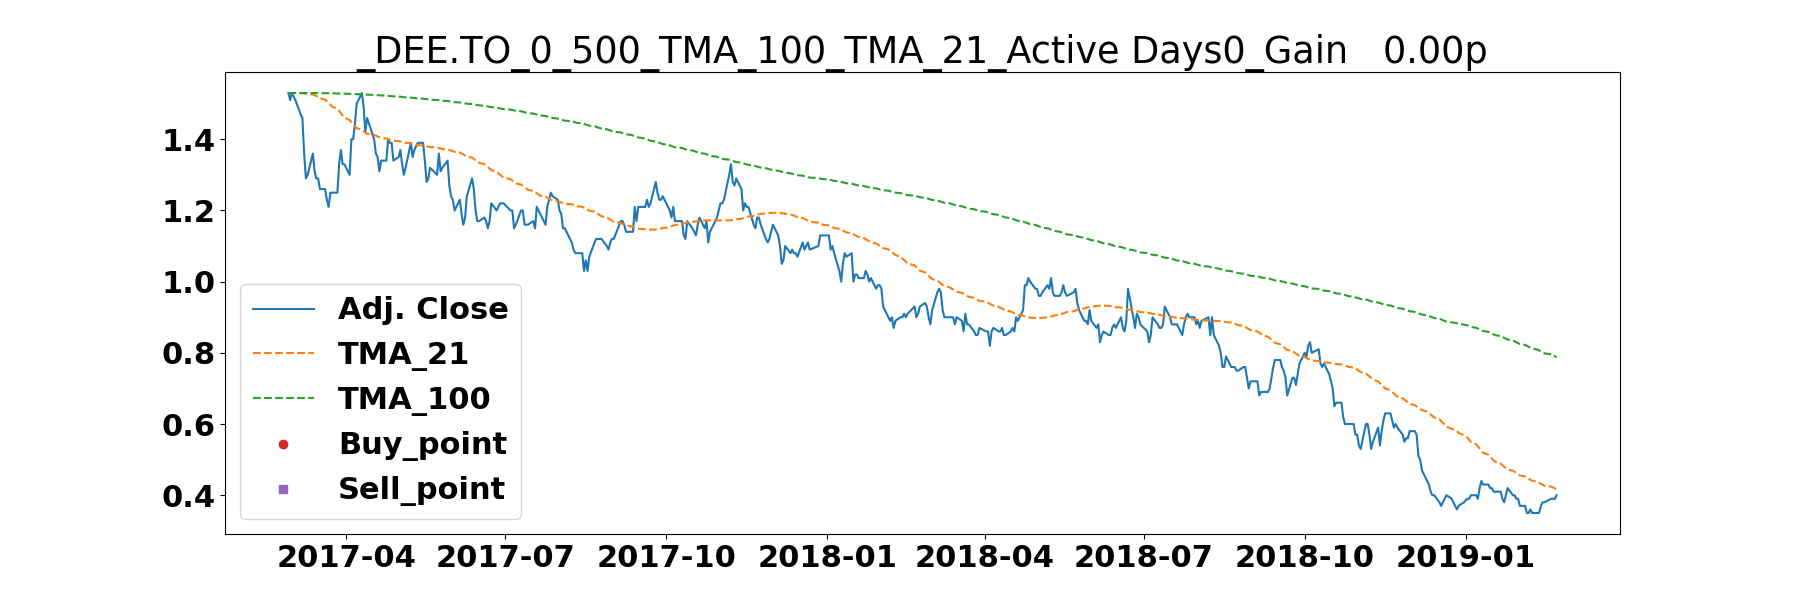 _DEE.TO_0_500_TMA_100_TMA_21_Active Days0_Gain   0.00p
1.4
1.2
1.0
0.8
0.6
0.4
Adj. Close
TMA_21
TMA_100
Buy_point
Sell_point
2017-04 2017-07 2017-10 2018-01 2018-04 2018-07 2018-10 2019-01